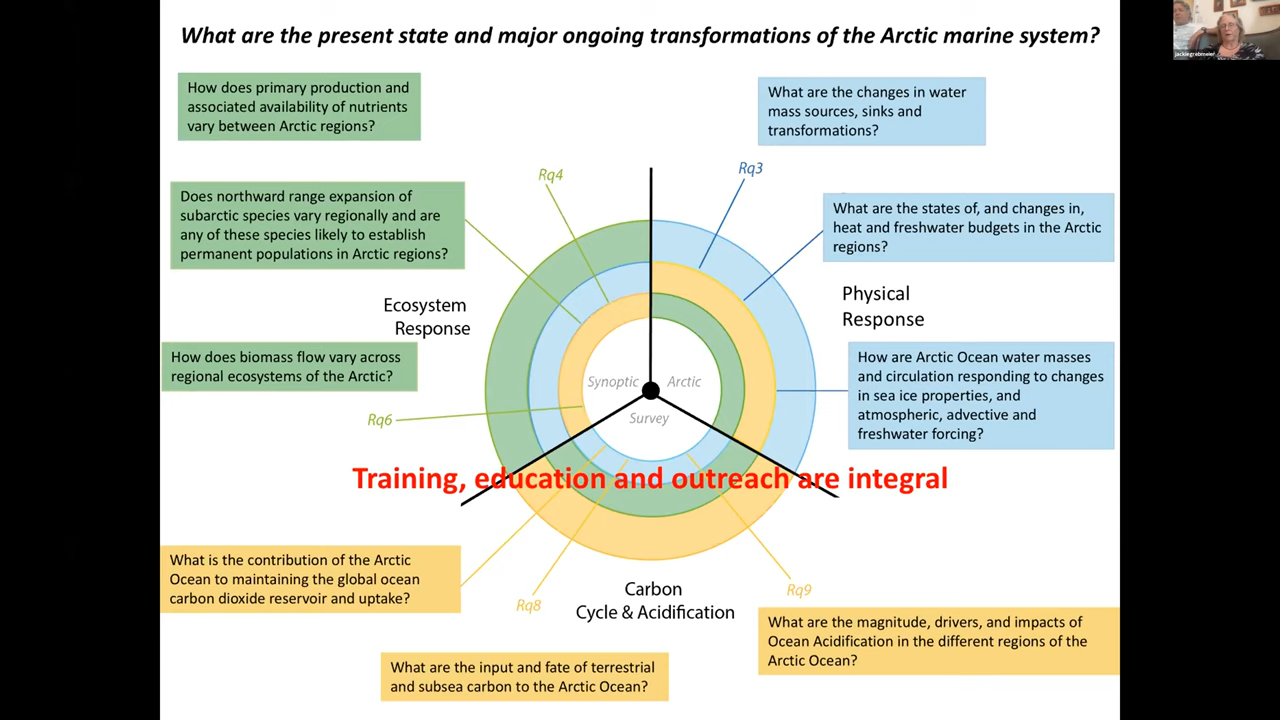 What are the present state and major ongoing transformations of the Arctic marine system?
jackiegrebmeier
How does primary production and
associated availability of nutrients
vary between Arctic regions?
What are the changes in water
mass sources, sinks and
transformations?
Rq4
Rq3
Does northward range expansion of
subarctic species vary regionally and are
any of these species likely to establish
permanent populations in Arctic regions?
What are the states of, and changes in,
heat and freshwater budgets in the Arctic
regions?
Ecosystem
Response
Physical
Response
How does biomass flow vary across
regional ecosystems of the Arctic?
How are Arctic Ocean water masses
and circulation responding to changes
in sea ice properties, and
atmospheric, advective and
freshwater forcing?
Synoptic
Arctic
Survey
Rq6
Training, education and outreach are integral
What is the contribution of the Arctic
Ocean to maintaining the global ocean
carbon dioxide reservoir and uptake?
Rq8
Carbon
Cycle & Acidification
Rq9
What are the magnitude, drivers, and impacts of
Ocean Acidification in the different regions of the
Arctic Ocean?
What are the input and fate of terrestrial
and subsea carbon to the Arctic Ocean?